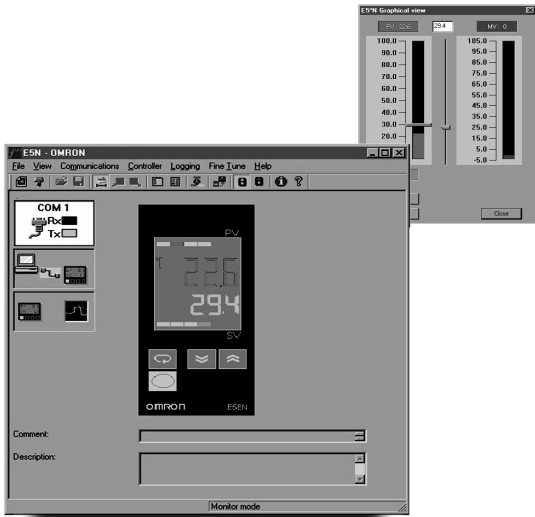 E5*N Graphical view
PV : 22.6 29.4 MV : 0
100.0 105.0
90.0 95.0
80.0 85.0
70.0 75.0
60.0 65.0
50.0 55.0
40.0 45.0
30.0 35.0
20.0 25.0
15.0
5.0
-5.0
Close
E5N - OMRON
File View Communications Controller Logging Fine Tune Help
COM 1
Rx
Tx
PV
22.6
29.4
SV
OMRON E5EN
Comment:
Description:
Monitor mode